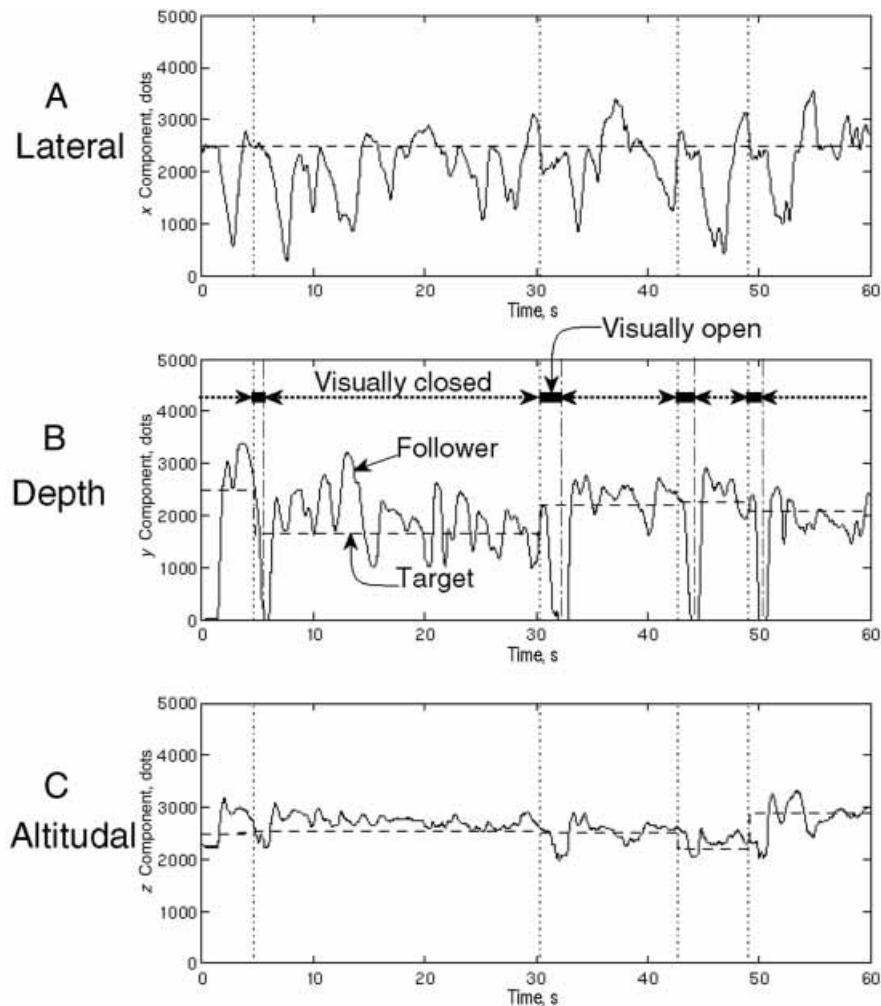 A
Lateral
x Component, dots
5000
4000
3000
2000
1000
0
0 10 20 30 40 50 60
Time, s
Visually open
B
Depth
y Component, dots
5000
4000
3000
2000
1000
0
Visually closed
Follower
Target
0 10 20 30 40 50 60
Time, s
C
Altitudal
z Component, dots
5000
4000
3000
2000
1000
0
0 10 20 30 40 50 60
Time, s